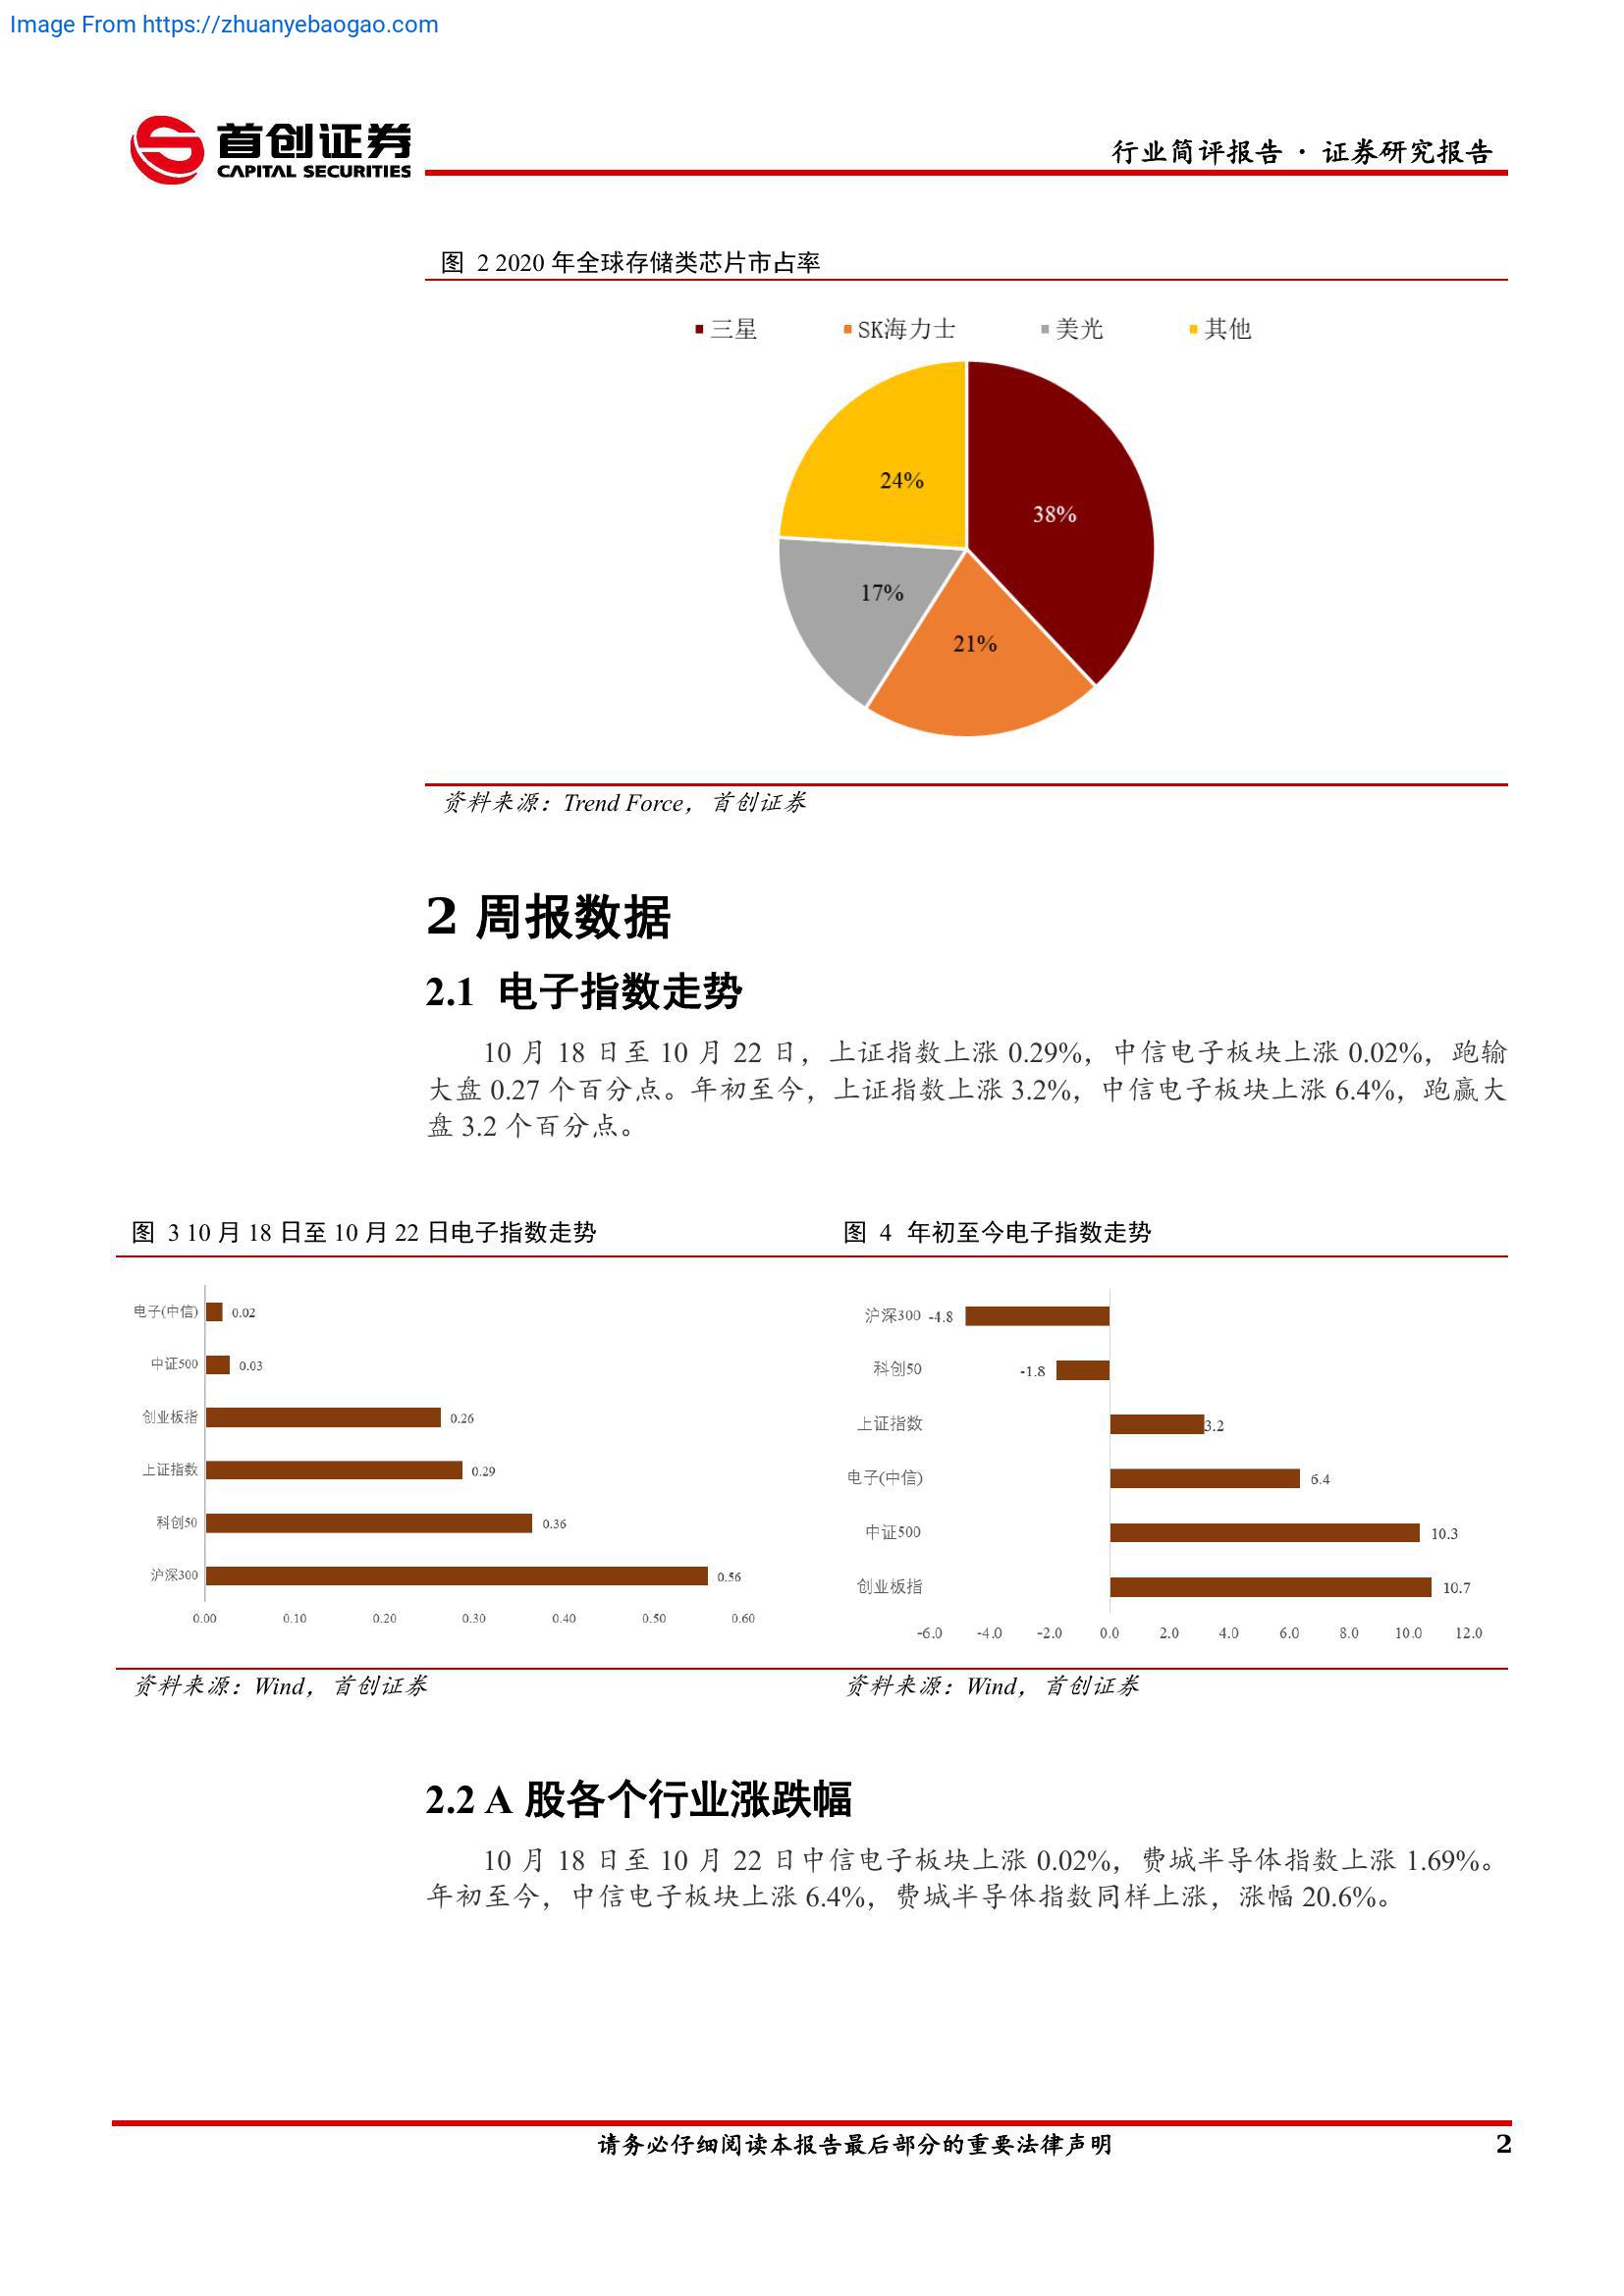 Image From https://zhuanyebaogao.com
首创证券
CAPITAL SECURITIES
行业简评报告 · 证券研究报告
图 2 2020 年全球存储类芯片市占率
三星 SK海力士 美光 其他
24%
38%
17%
21%
资料来源：Trend Force，首创证券
2 周报数据
2.1 电子指数走势
10 月 18 日至 10 月 22 日，上证指数上涨 0.29%，中信电子板块上涨 0.02%，跑输
大盘 0.27 个百分点。年初至今，上证指数上涨 3.2%，中信电子板块上涨 6.4%，跑赢大
盘 3.2 个百分点。
图 3 10 月 18 日至 10 月 22 日电子指数走势
电子(中信) 0.02
中证500 0.03
创业板指 0.26
上证指数 0.29
科创50 0.36
沪深300 0.56
0.00 0.10 0.20 0.30 0.40 0.50 0.60
资料来源：Wind，首创证券
图 4 年初至今电子指数走势
沪深300 -4.8
科创50 -1.8
上证指数 3.2
电子(中信) 6.4
中证500 10.3
创业板指 10.7
-6.0 -4.0 -2.0 0.0 2.0 4.0 6.0 8.0 10.0 12.0
资料来源：Wind，首创证券
2.2 A 股各个行业涨跌幅
10 月 18 日至 10 月 22 日中信电子板块上涨 0.02%，费城半导体指数上涨 1.69%。
年初至今，中信电子板块上涨 6.4%，费城半导体指数同样上涨，涨幅 20.6%。
请务必仔细阅读本报告最后部分的重要法律声明
2